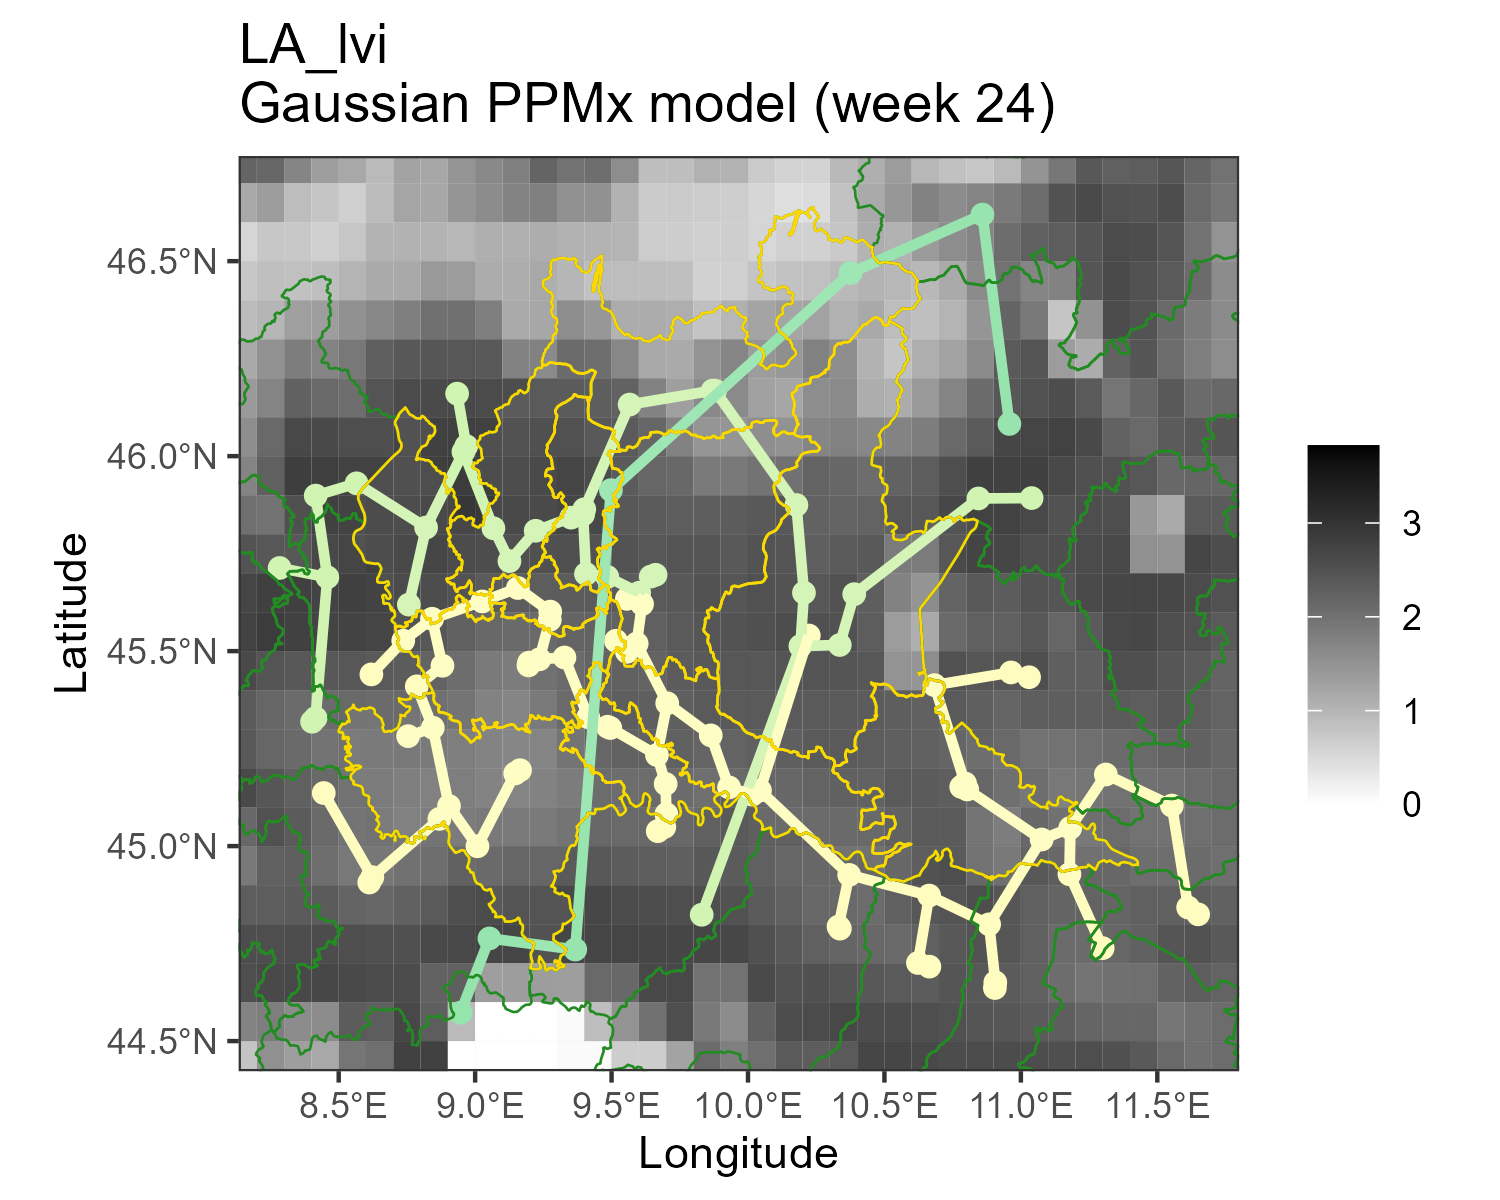 LA_lvi
Gaussian PPMx model (week 24)
46.5°N
46.0°N
45.5°N
45.0°N
44.5°N
Latitude
8.5°E 9.0°E 9.5°E 10.0°E 10.5°E 11.0°E 11.5°E
Longitude
3
2
1
0